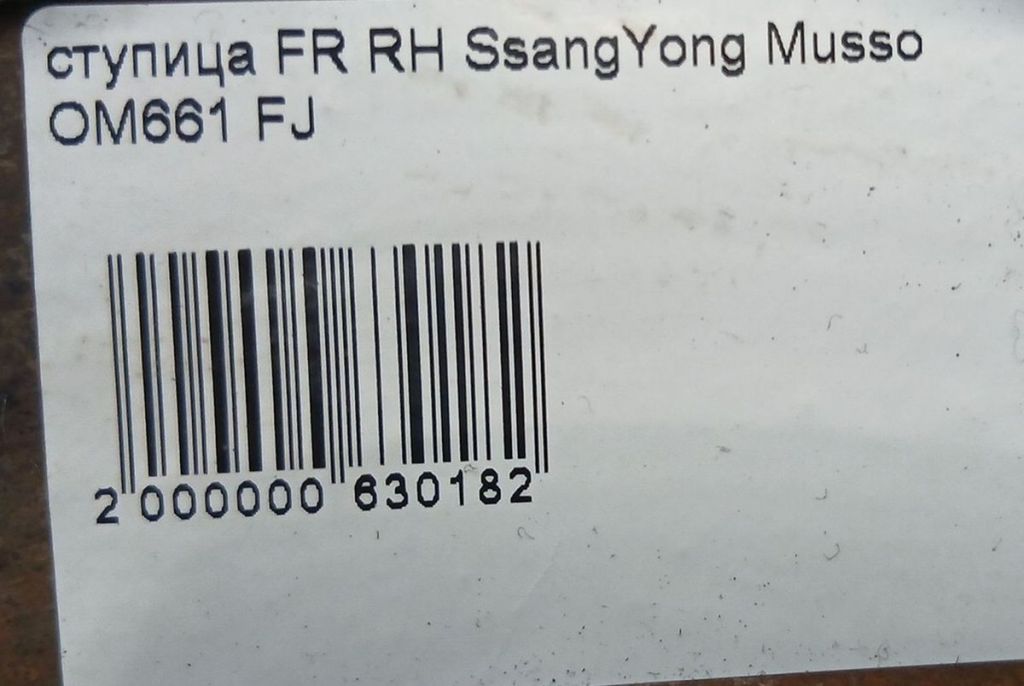 ступица FR RH SsangYong Musso
OM661 FJ
2 000000 630182